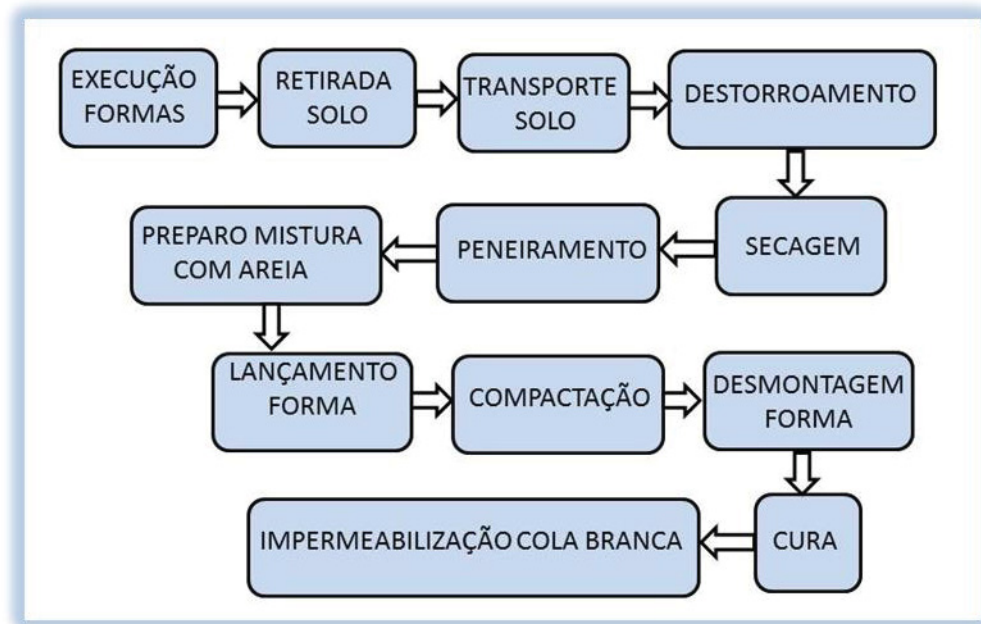 EXECUÇÃO
FORMAS
RETIRADA
SOLO
TRANSPORTE
SOLO
DESTORROAMENTO
SECAGEM
PENEIRAMENTO
PREPARO MISTURA
COM AREIA
LANÇAMENTO
FORMA
COMPACTAÇÃO
DESMONTAGEM
FORMA
CURA
IMPERMEABILIZAÇÃO COLA BRANCA